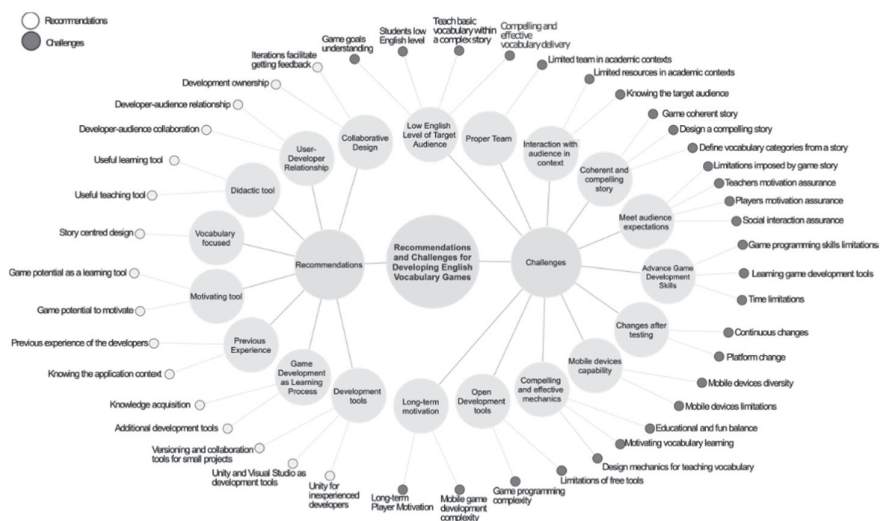 Recommendations
Challenges
Iterations facilitate
getting feedback
Game goals
understanding
Students low
English level
Teach basic
vocabulary within
a complex story
Compelling and
effective
vocabulary delivery
Limited team in academic contexts
Limited resources in academic contexts
Knowing the target audience
Game coherent story
Design a compelling story
Define vocabulary categories from a story
Limitations imposed by game story
Teachers motivation assurance
Players motivation assurance
Social interaction assurance
Game programming skills limitations
Learning game development tools
Time limitations
Continuous changes
Platform change
Mobile devices diversity
Mobile devices limitations
Educational and fun balance
Motivating vocabulary learning
Design mechanics for teaching vocabulary
Limitations of free tools
Game programming
complexity
Mobile game
development
complexity
Long-term
Player Motivation
Unity for
inexperienced
developers
Unity and Visual Studio as
development tools
Versioning and collaboration
tools for small projects
Additional development tools
Knowledge acquisition
Knowing the application context
Previous experience of the developers
Game potential to motivate
Game potential as a learning tool
Story centred design
Useful teaching tool
Useful learning tool
Developer-audience collaboration
Developer-audience relationship
Development ownership
Collaborative
Design
User-
Developer
Relationship
Didactic tool
Vocabulary
focused
Motivating tool
Previous
Experience
Game
Development
as Learning
Process
Development
tools
Recommendations
Recommendations
and Challenges for
Developing English
Vocabulary Games
Challenges
Low English
Level of Target
Audience
Proper Team
Interaction with
audience in
context
Coherent and
compelling
story
Meet audience
expectations
Advance Game
Development
Skills
Changes after
testing
Mobile devices
capability
Compelling
and effective
mechanics
Open
Development
tools
Long-term
motivation